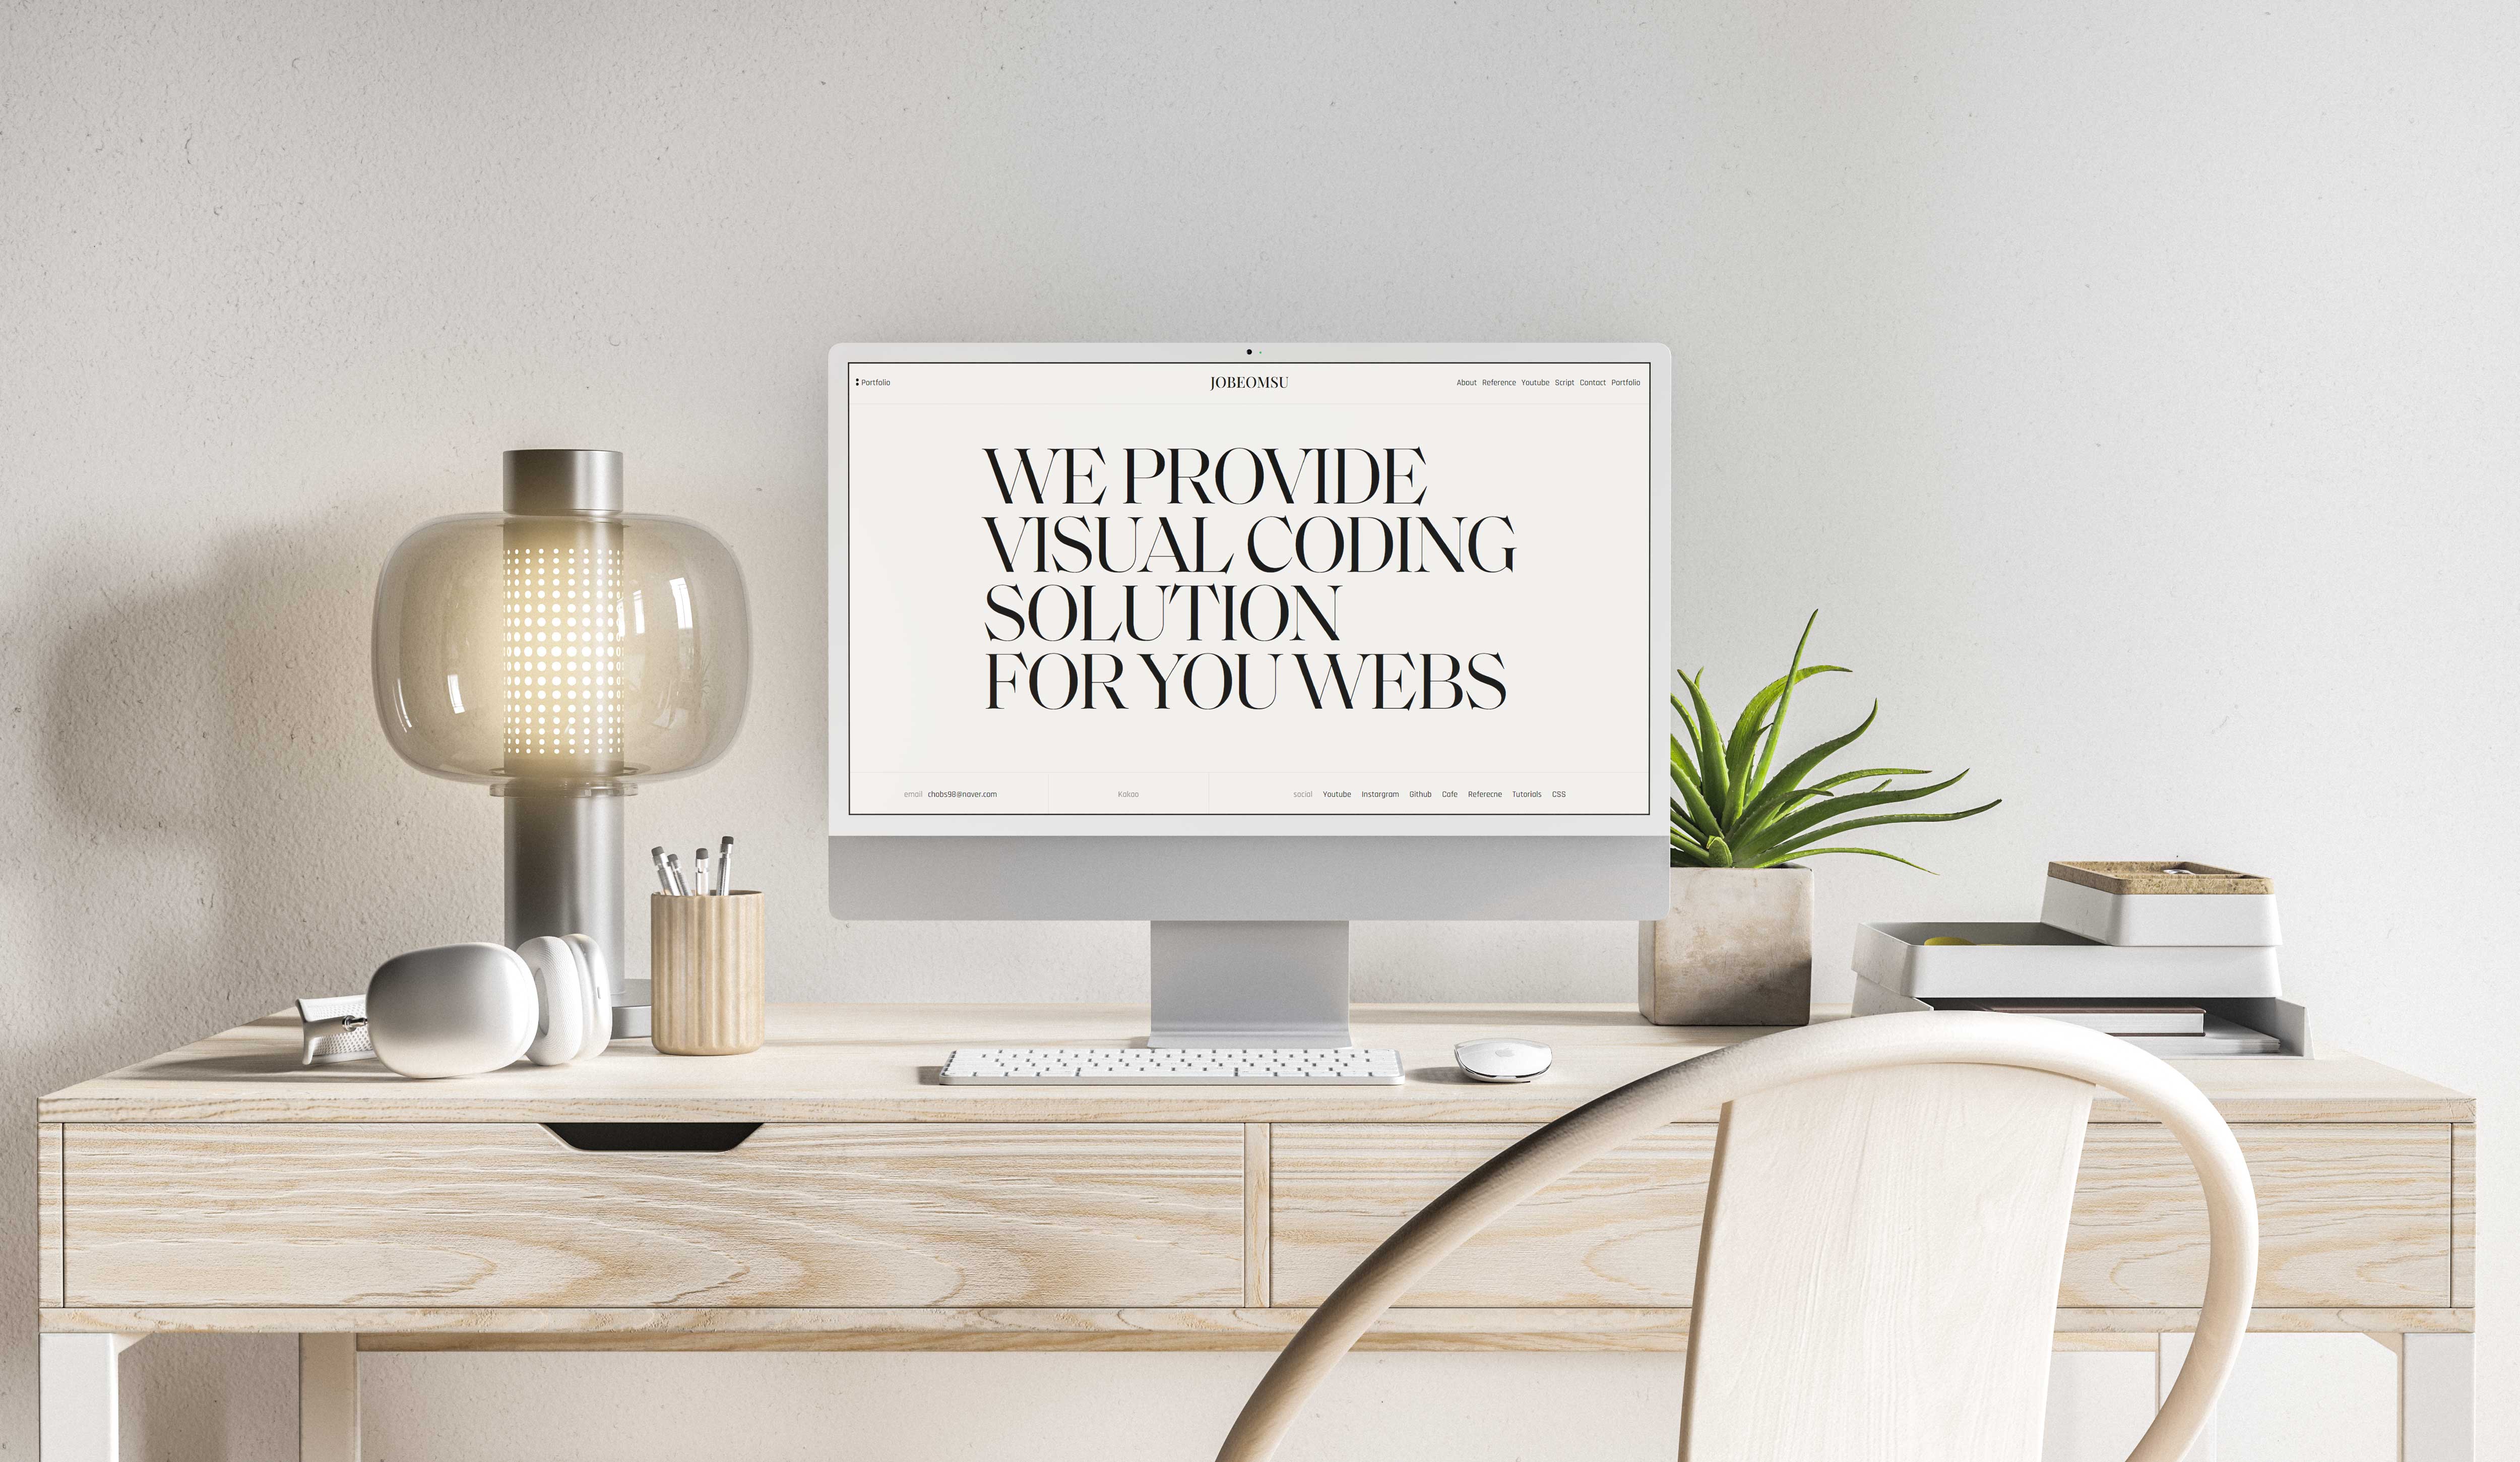 Portfolio
JOBEOMSU
About Reference Youtube Script Contact Portfolio
WE PROVIDE
VISUAL CODING
SOLUTION
FOR YOU WEBS
email chobs98@naver.com
Kakao
social Youtube Instargram Github Cafe Referecne Tutorials CSS